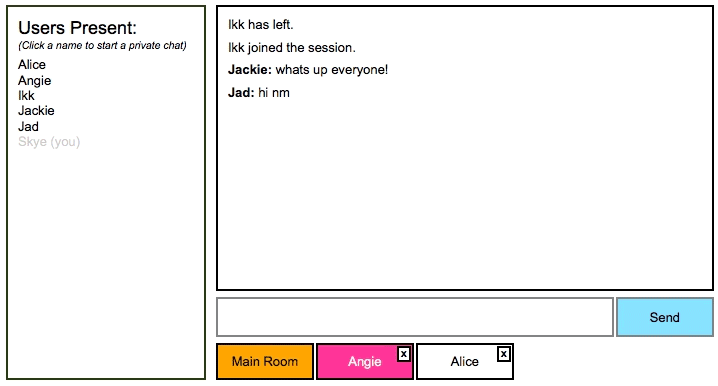 Users Present:
(Click a name to start a private chat)
Alice
Angie
Ikk
Jackie
Jad
Skye (you)
Ikk has left.
Ikk joined the session.
Jackie: whats up everyone!
Jad: hi nm
Send
Main Room
Angie
x
Alice
x